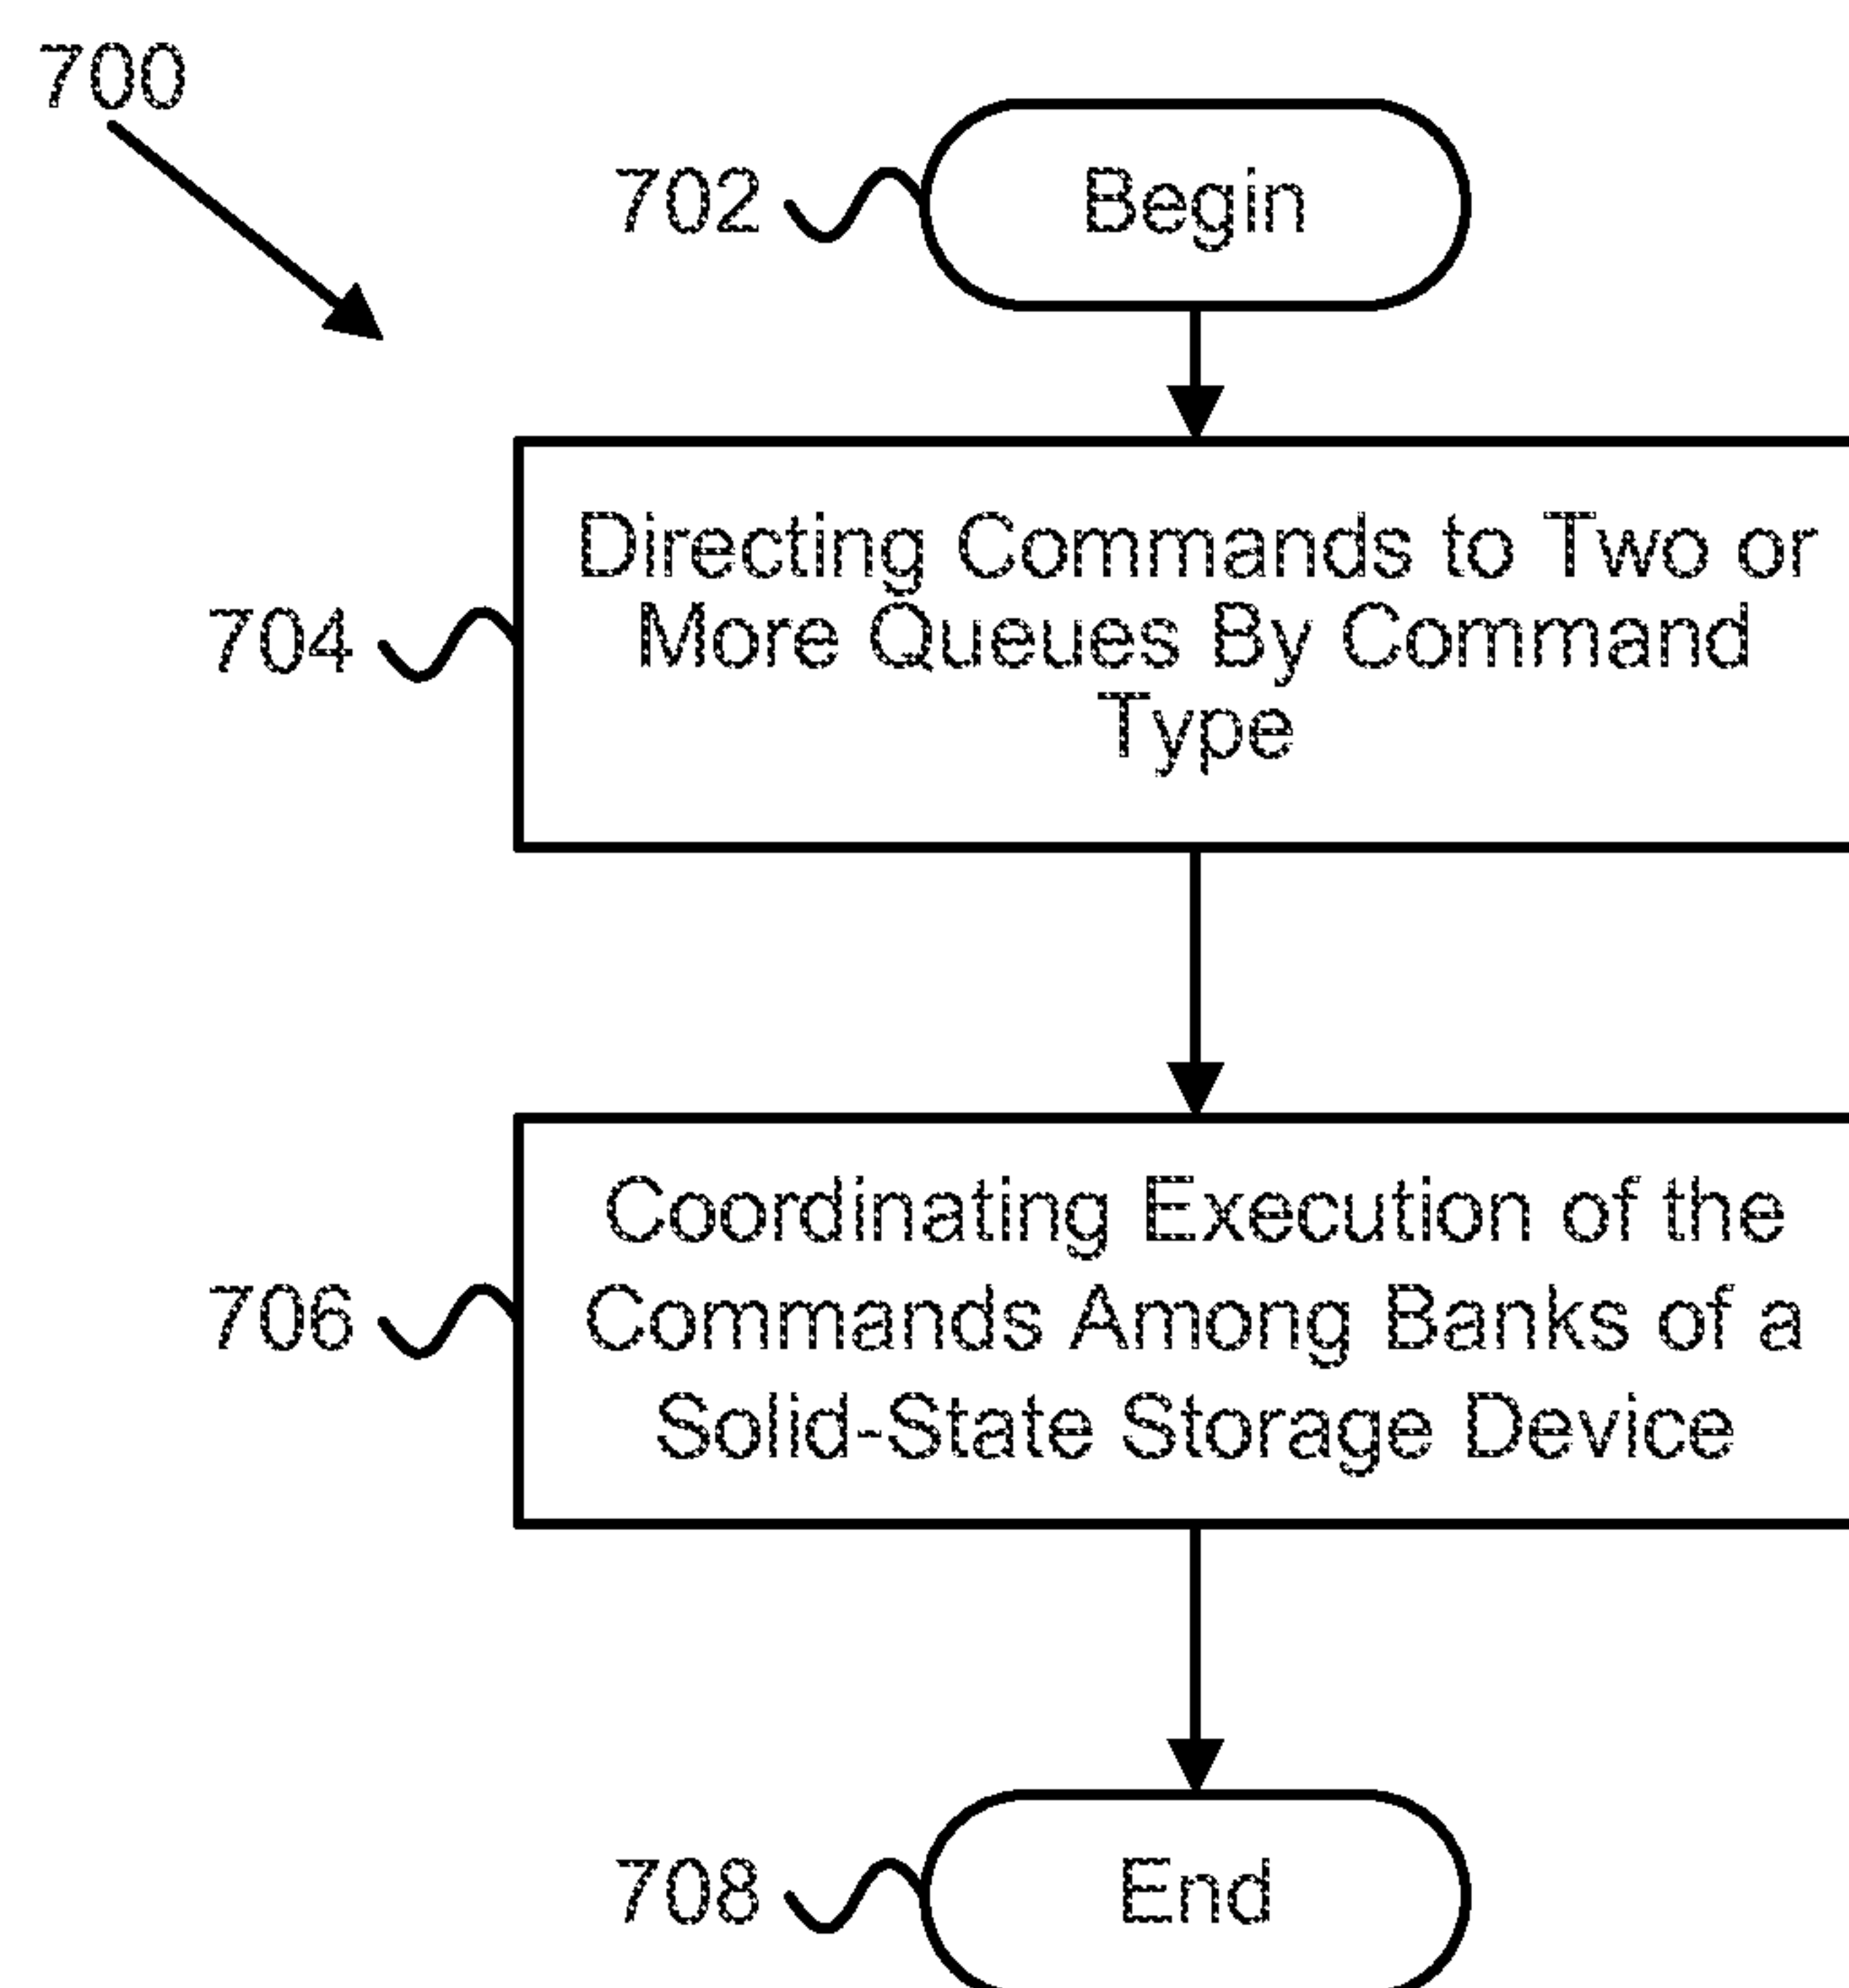 700
702
Begin
Directing Commands to Two or
More Queues By Command
Type
704
Coordinating Execution of the
Commands Among Banks of a
Solid-State Storage Device
706
708
End